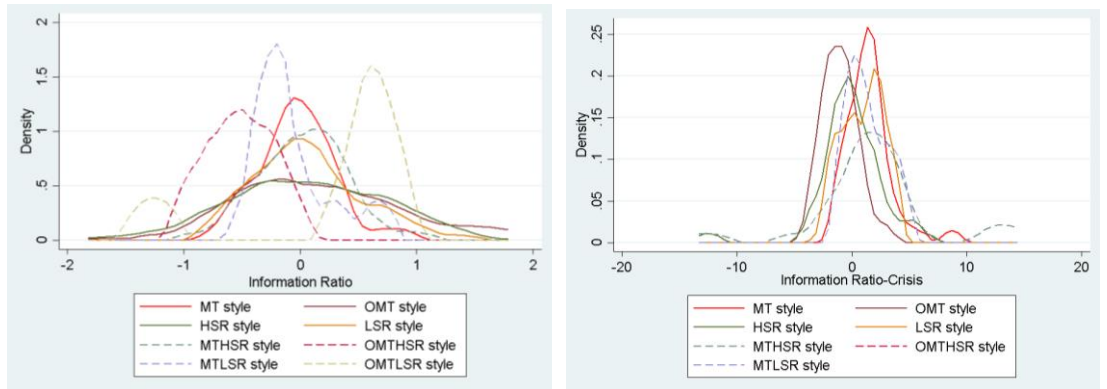 2
1.5
Density
1
.5
0
-2 -1 0 1 2
Information Ratio
MT style OMT style
HSR style LSR style
MTHSR style OMTHSR style
MTLSR style OMTLSR style
.25
.2
Density
.15
.1
.05
0
-20 -10 0 10 20
Information Ratio-Crisis
MT style OMT style
HSR style LSR style
MTHSR style OMTHSR style
MTLSR style